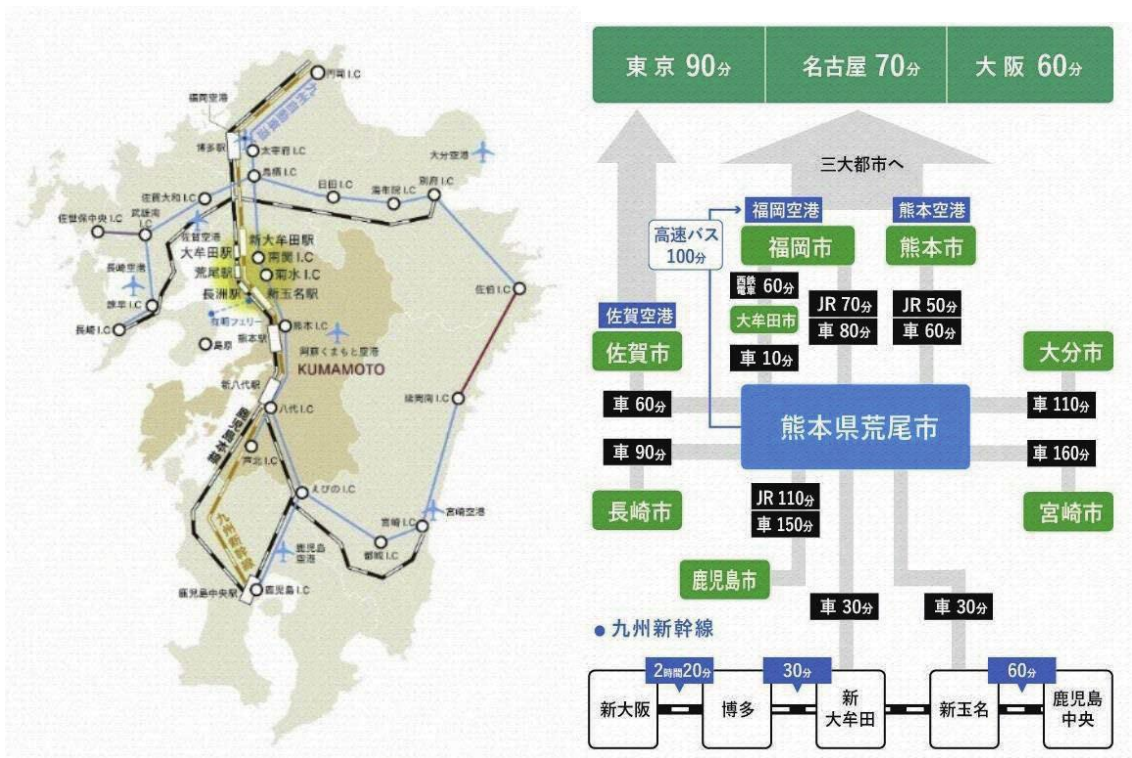 門司 I.C
福岡空港
九州自動車道
博多駅
太宰府 I.C
大分空港
鳥栖 I.C
日田 I.C
湯布院 I.C
別府 I.C
佐賀大和 I.C
佐世保中央 I.C
武雄南
I.C
佐賀空港
新大牟田駅
大牟田駅
南関 I.C
長崎空港
荒尾駅
菊水 I.C
長洲駅
新玉名駅
佐伯 I.C
諫早 I.C
有明フェリー
長崎 I.C
島原
熊本駅
熊本 I.C
阿蘇くまもと空港
KUMAMOTO
新八代駅
八代 I.C
延岡南 I.C
鹿児島本線
芦北 I.C
えびの I.C
九州新幹線
宮崎 I.C
宮崎空港
都城 I.C
鹿児島
空港
鹿児島中央駅
鹿児島 I.C
東京 90分
名古屋 70分
大阪 60分
三大都市へ
福岡空港
熊本空港
高速バス
100分
福岡市
熊本市
西鉄
電車 60分
大牟田市
車 10分
JR 70分
車 80分
JR 50分
車 60分
佐賀空港
佐賀市
大分市
車 60分
熊本県荒尾市
車 110分
車 90分
車 160分
長崎市
JR 110分
車 150分
宮崎市
鹿児島市
車 30分
車 30分
● 九州新幹線
2時間20分
30分
60分
新大阪
博多
新
大牟田
新玉名
鹿児島
中央